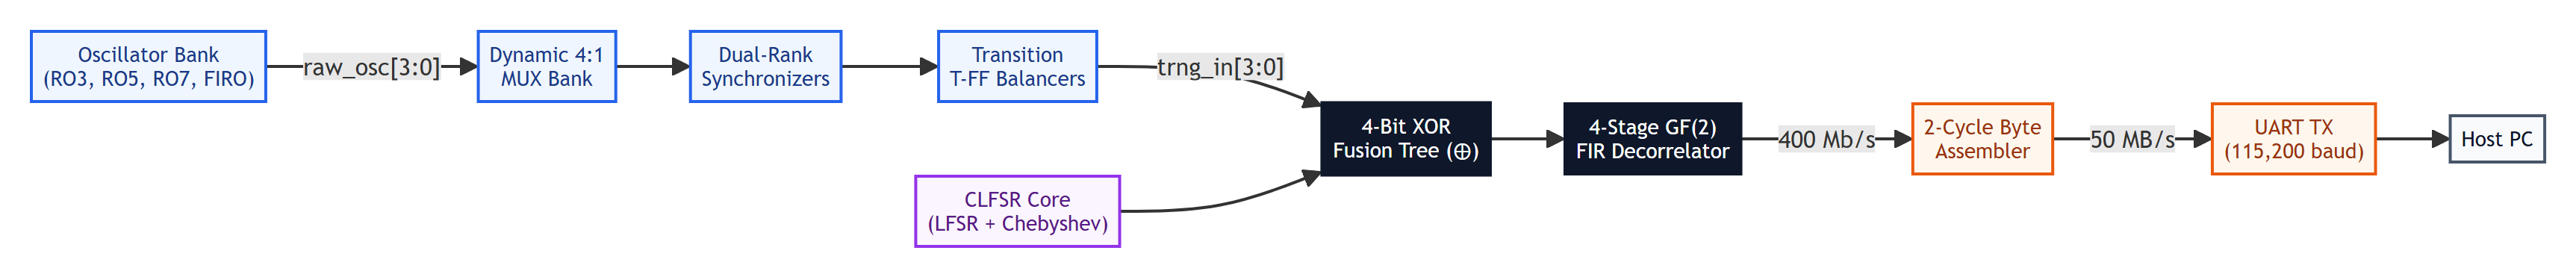 Oscillator Bank
(RO3, RO5, RO7, FIRO)
raw_osc[3:0]
Dynamic 4:1
MUX Bank
Dual-Rank
Synchronizers
Transition
T-FF Balancers
trng_in[3:0]
CLFSR Core
(LFSR + Chebyshev)
4-Bit XOR
Fusion Tree (⊕)
4-Stage GF(2)
FIR Decorrelator
400 Mb/s
2-Cycle Byte
Assembler
50 MB/s
UART TX
(115,200 baud)
Host PC